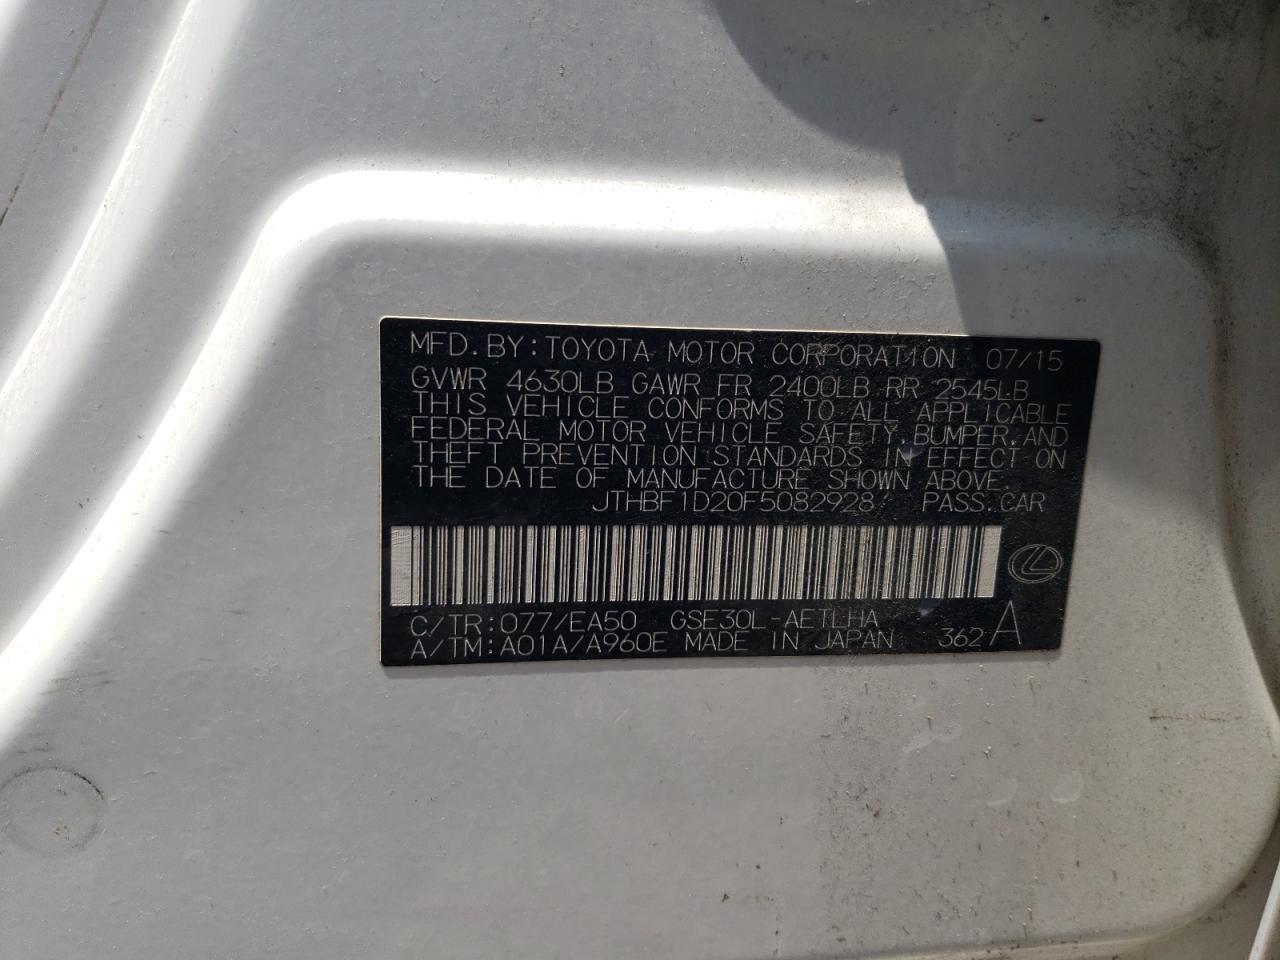 MFD.BY:TOYOTA MOTOR CORPORATION 07/15
GVWR 4630LB GAWR FR 2400LB RR 2545LB
THIS VEHICLE CONFORMS TO ALL APPLICABLE
FEDERAL MOTOR VEHICLE SAFETY,BUMPER,AND
THEFT PREVENTION STANDARDS IN EFFECT ON
THE DATE OF MANUFACTURE SHOWN ABOVE.
JTHBF1D20F5082928 PASS.CAR
C/TR:077/EA50 GSE30L-AETLHA
A/TM:A01A/A960E MADE IN JAPAN 362 A